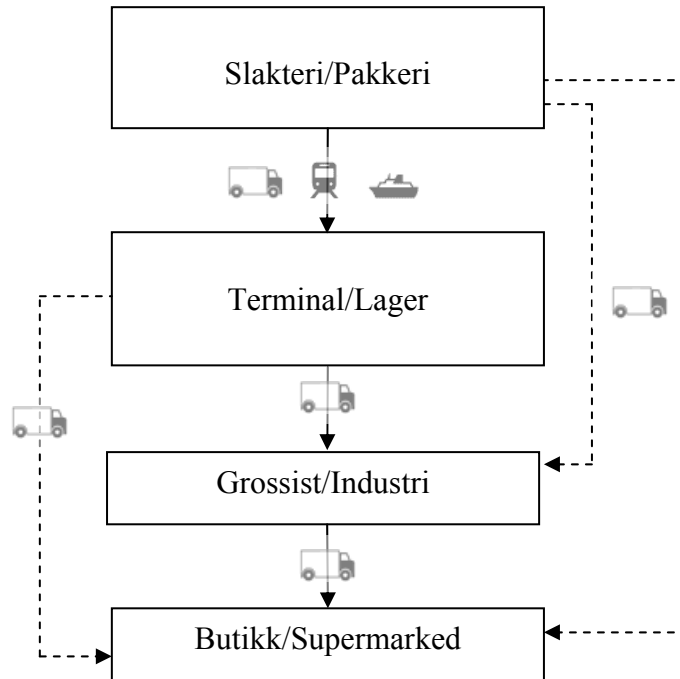 Slakteri/Pakkeri
Terminal/Lager
Grossist/Industri
Butikk/Supermarked